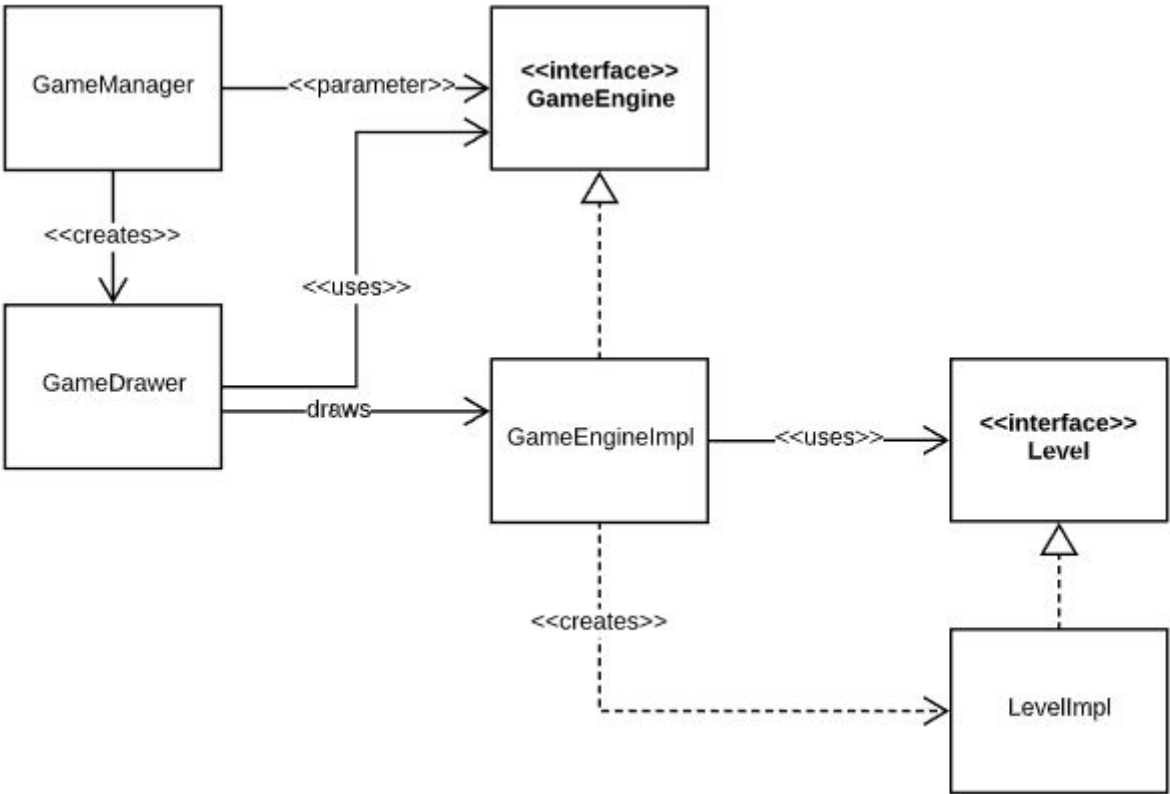 GameManager
<<parameter>>
<<interface>>
GameEngine
<<creates>>
<<uses>>
GameDrawer
draws
GameEngineImpl
<<uses>>
<<interface>>
Level
<<creates>>
LevelImpl